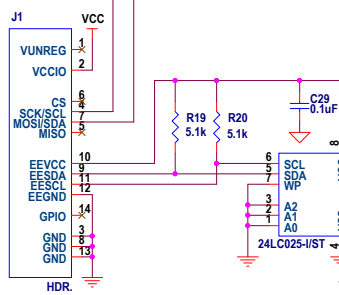 J1
VCC
VUNREG 1
VCCIO 2
CS 6
SCK/SCL 4
MOSI/SDA 7
MISO 5
EEVCC 10
EESDA 9
EESCL 11
EEGND 12
GPIO 14
GND 3
GND 8
GND 13
HDR.
R19
5.1k
R20
5.1k
C29
0.1uF
6 SCL
5 SDA
7 WP
3 A2
2 A1
1 A0
8
4
24LC025-I/ST